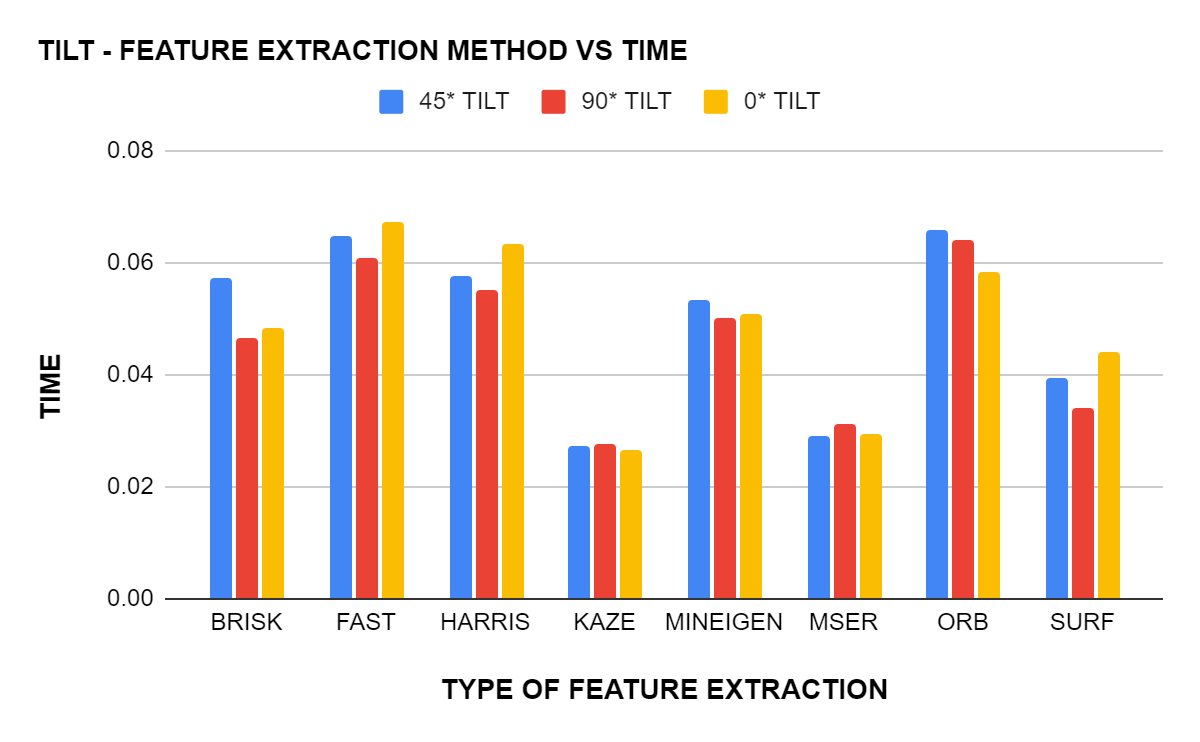 TILT - FEATURE EXTRACTION METHOD VS TIME
45* TILT 90* TILT 0* TILT
0.08
0.06
0.04
0.02
0.00
TIME
BRISK FAST HARRIS KAZE MINEIGEN MSER ORB SURF
TYPE OF FEATURE EXTRACTION